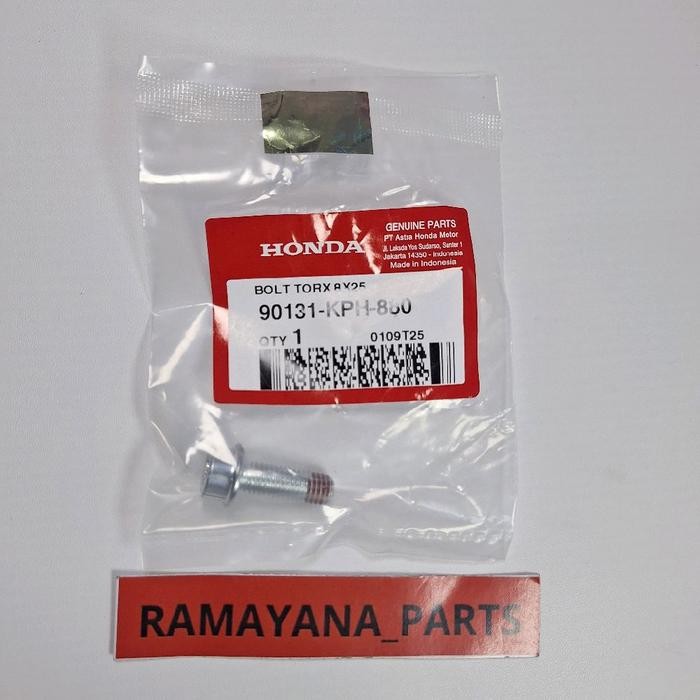 HONDA
GENUINE PARTS
PT Astra Honda Motor
Jl. Laksda Yos Sudarso, Sunter 1
Jakarta 14350 - Indonesia
Made in Indonesia
BOLT TORX 8X25
90131-KPH-880
QTY 1 0109T25
RAMAYANA_PARTS